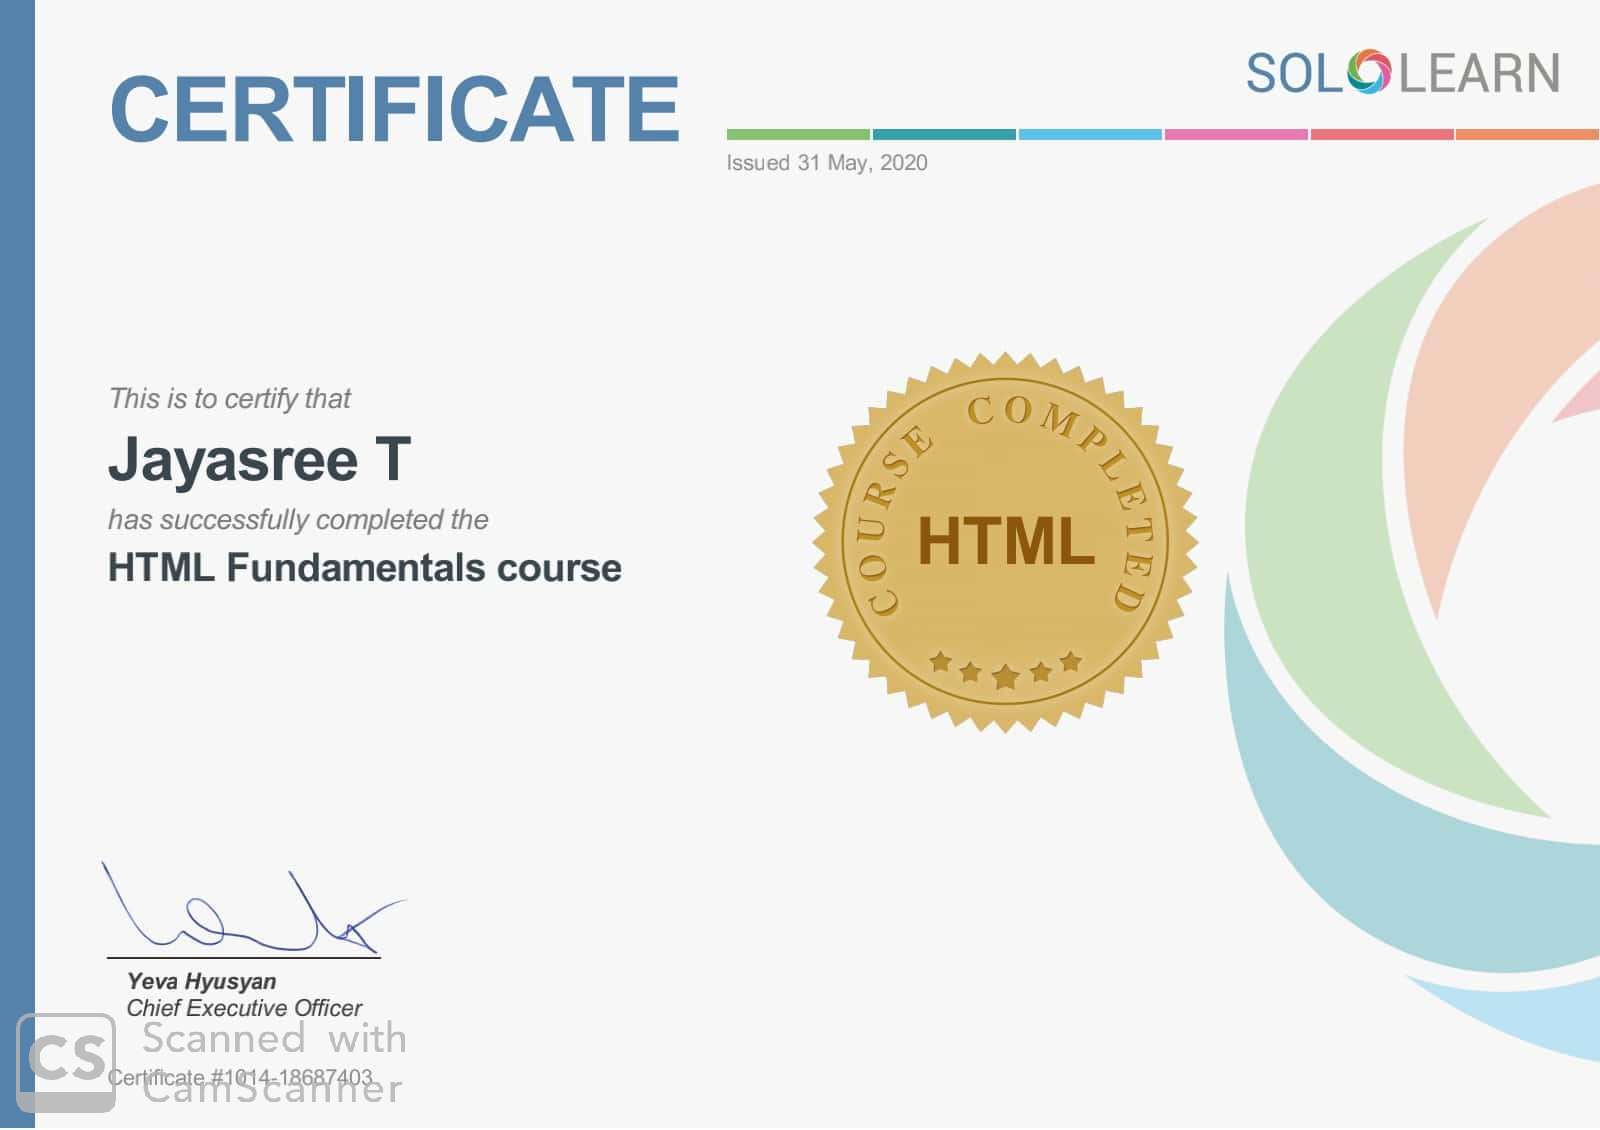 CERTIFICATE
SOLOLEARN
Issued 31 May, 2020
This is to certify that
Jayasree T
has successfully completed the
HTML Fundamentals course
COURSE COMPLETED
HTML
Yeva Hyusyan
Chief Executive Officer
Certificate #1014-18687403
CS
Scanned with
CamScanner